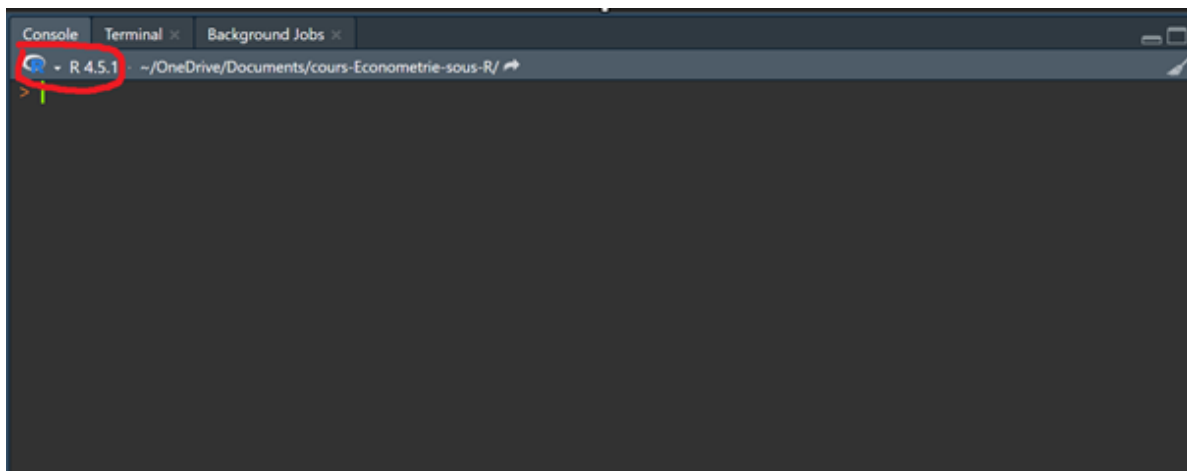 Console Terminal × Background Jobs ×
R 4.5.1 · ~/OneDrive/Documents/cours-Econometrie-sous-R/
>